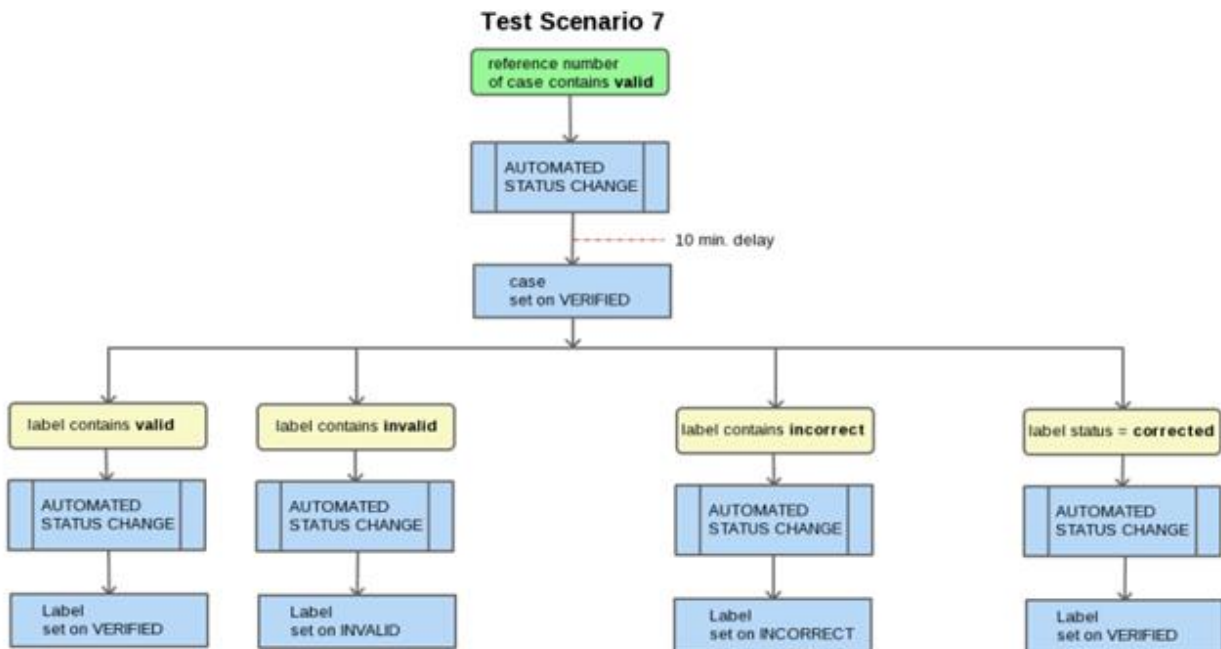 Test Scenario 7
reference number
of case contains valid
AUTOMATED
STATUS CHANGE
10 min. delay
case
set on VERIFIED
label contains valid
label contains invalid
label contains incorrect
label status = corrected
AUTOMATED
STATUS CHANGE
AUTOMATED
STATUS CHANGE
AUTOMATED
STATUS CHANGE
AUTOMATED
STATUS CHANGE
Label
set on VERIFIED
Label
set on INVALID
Label
set on INCORRECT
Label
set on VERIFIED